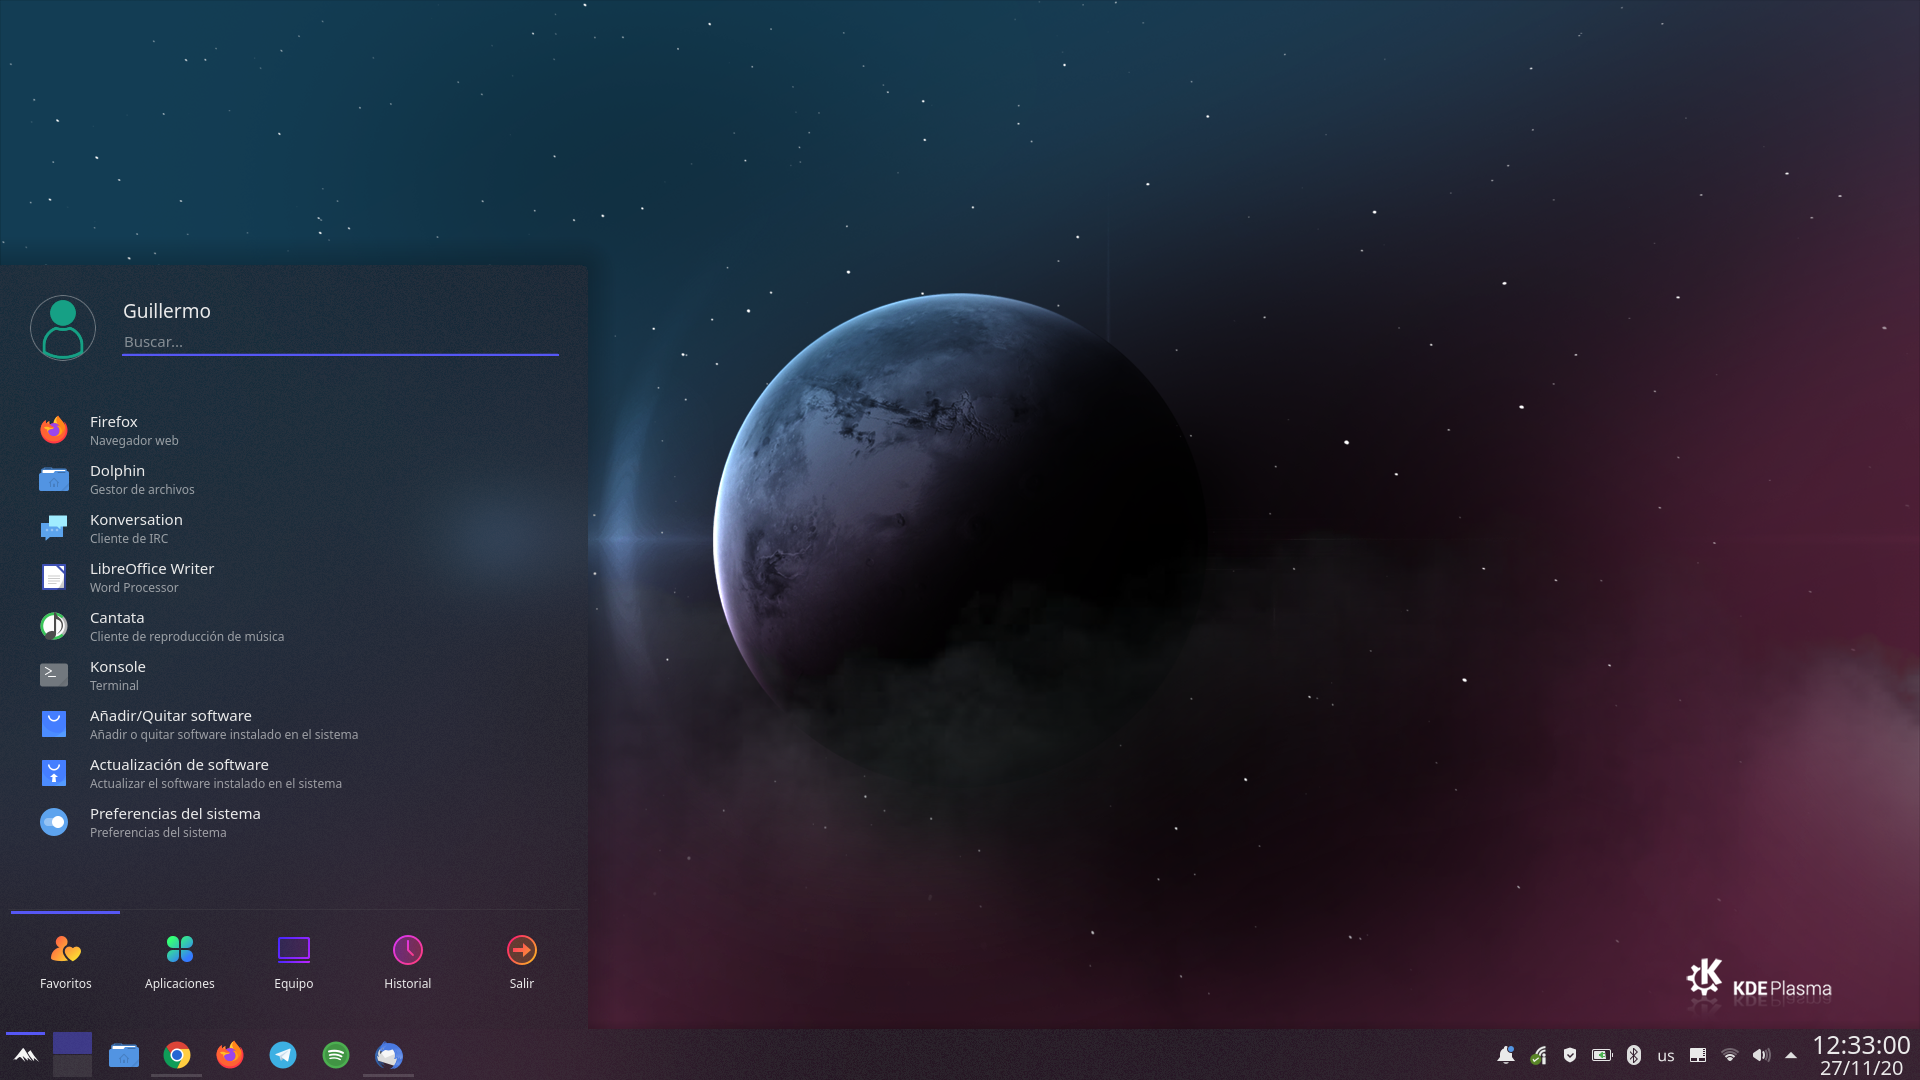 Guillermo
Buscar...
Firefox
Navegador web
Dolphin
Gestor de archivos
Konversation
Cliente de IRC
LibreOffice Writer
Word Processor
Cantata
Cliente de reproducción de música
Konsole
Terminal
Añadir/Quitar software
Añadir o quitar software instalado en el sistema
Actualización de software
Actualizar el software instalado en el sistema
Preferencias del sistema
Preferencias del sistema
Favoritos
Aplicaciones
Equipo
Historial
Salir
KDE Plasma
us
12:33:00
27/11/20